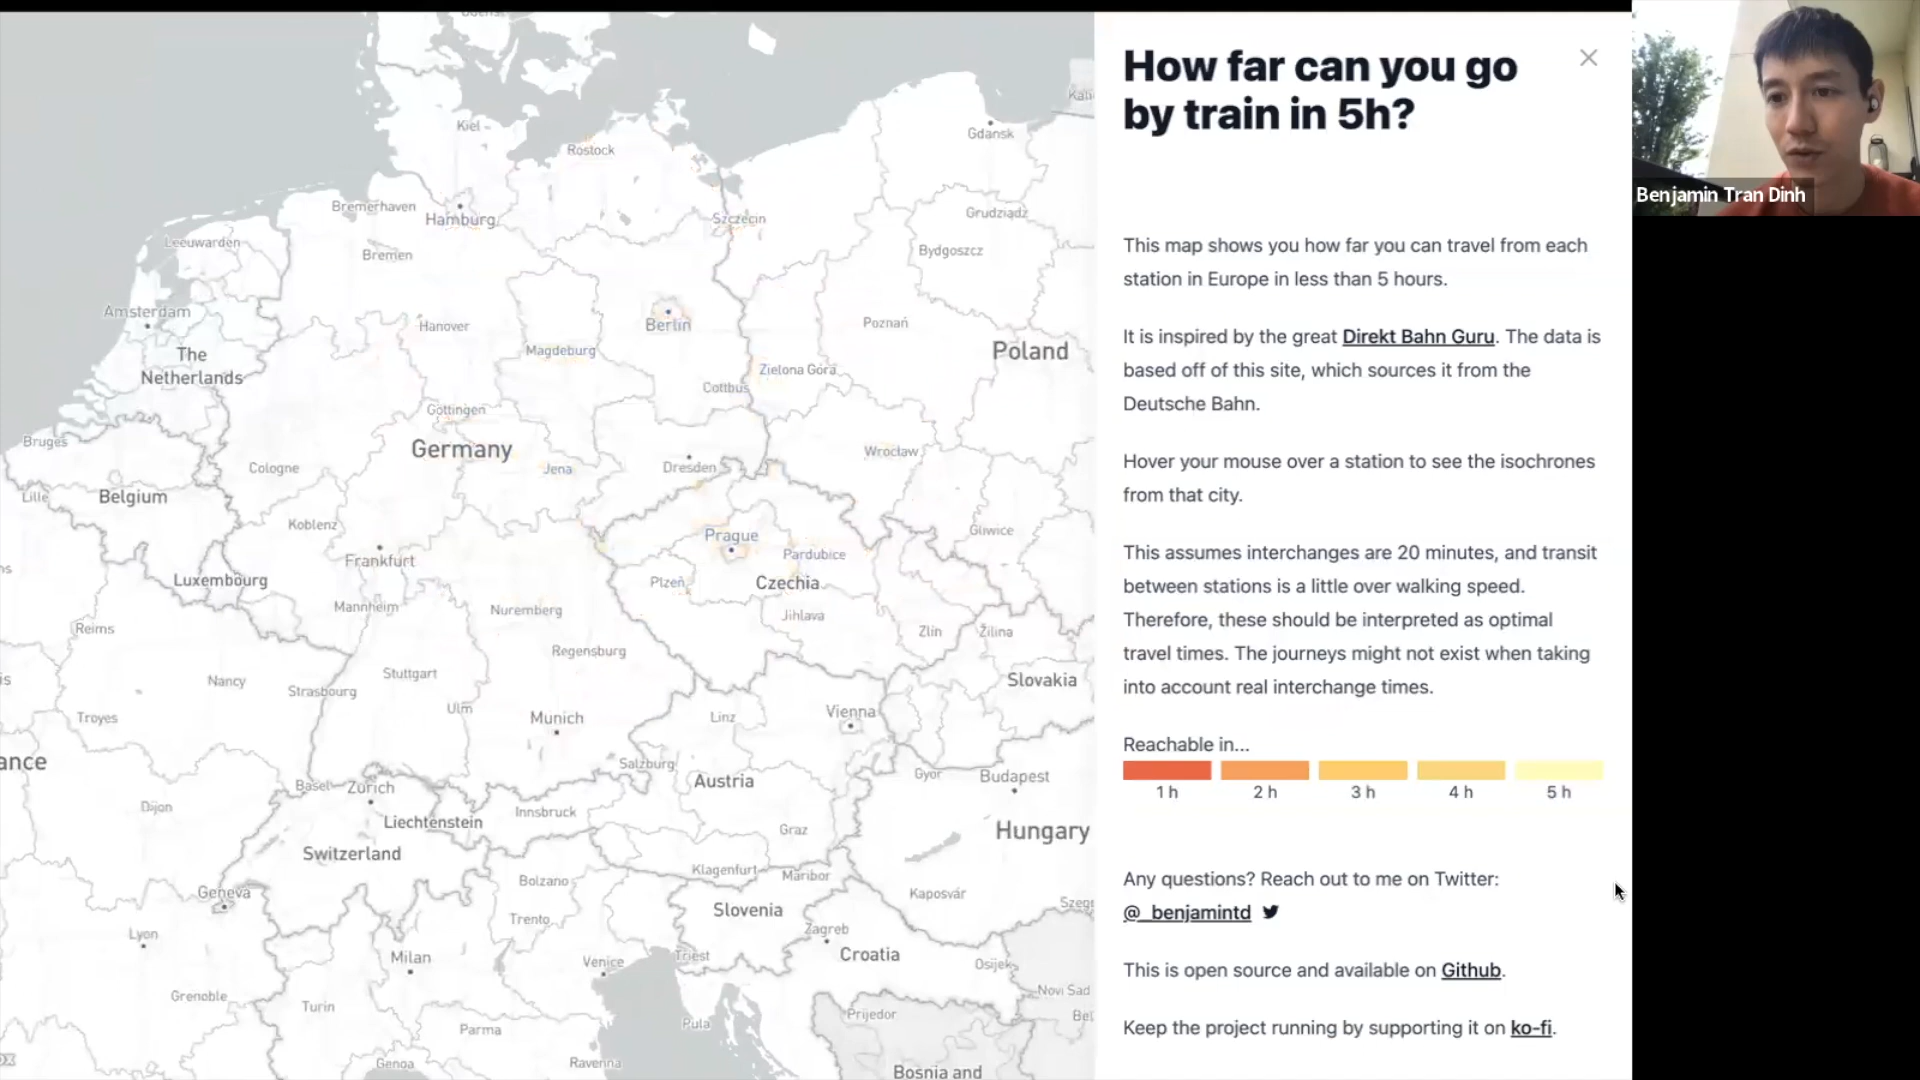 How far can you go
by train in 5h?
This map shows you how far you can travel from each
station in Europe in less than 5 hours.
It is inspired by the great Direkt Bahn Guru. The data is
based off of this site, which sources it from the
Deutsche Bahn.
Hover your mouse over a station to see the isochrones
from that city.
This assumes interchanges are 20 minutes, and transit
between stations is a little over walking speed.
Therefore, these should be interpreted as optimal
travel times. The journeys might not exist when taking
into account real interchange times.
Reachable in...
1 h 2 h 3 h 4 h 5 h
Any questions? Reach out to me on Twitter:
@_benjamintd
This is open source and available on Github.
Keep the project running by supporting it on ko-fi.
Benjamin Tran Dinh
Kiel
Gdansk
Rostock
Bremerhaven
Hamburg
Szczecin
Grudziądz
Leeuwarden
Bremen
Bydgoszcz
Amsterdam
Hanover
Berlin
Poznań
The
Netherlands
Magdeburg
Poland
Zielona Góra
Cottbus
Göttingen
Bruges
Germany
Wrocław
Cologne
Jena
Dresden
Lille
Belgium
Koblenz
Prague
Gliwice
Frankfurt
Pardubice
Luxembourg
Plzeň
Czechia
Mannheim
Nuremberg
Jihlava
Reims
Zlín
Žilina
Regensburg
Nancy
Stuttgart
Slovakia
Strasbourg
Troyes
Ulm
Munich
Linz
Vienna
ance
Salzburg
Austria
Gyor
Budapest
Basel
Zürich
Dijon
Liechtenstein
Innsbruck
Graz
Hungary
Switzerland
Klagenfurt
Maribor
Geneva
Bolzano
Kaposvár
Slovenia
Trento
Lyon
Zagreb
Milan
Venice
Triest
Croatia
Osijek
Grenoble
Turin
Novi Sad
Pula
Prijedor
Bel
Parma
Genoa
Ravenna
Bosnia and